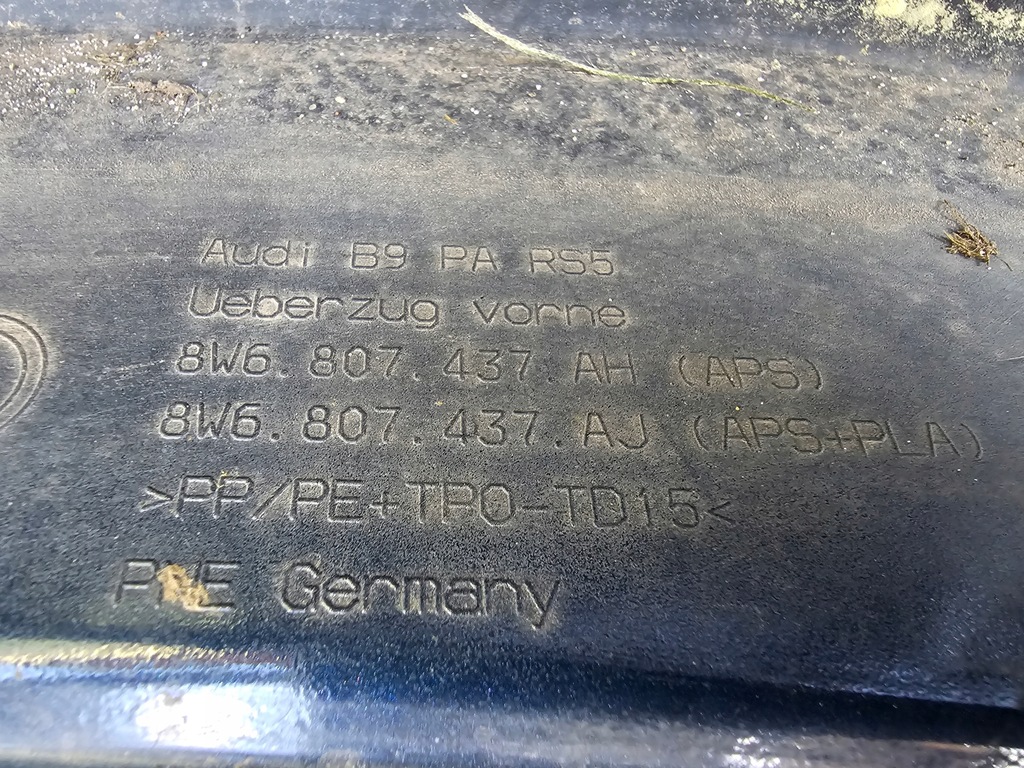 Audi B9 PA RS5
Ueberzug vorne
8W6.807.437 AH (APS)
8W6.807.437.AJ (APS+PLA)
>PP/PE+TPO-TD15<
Germany